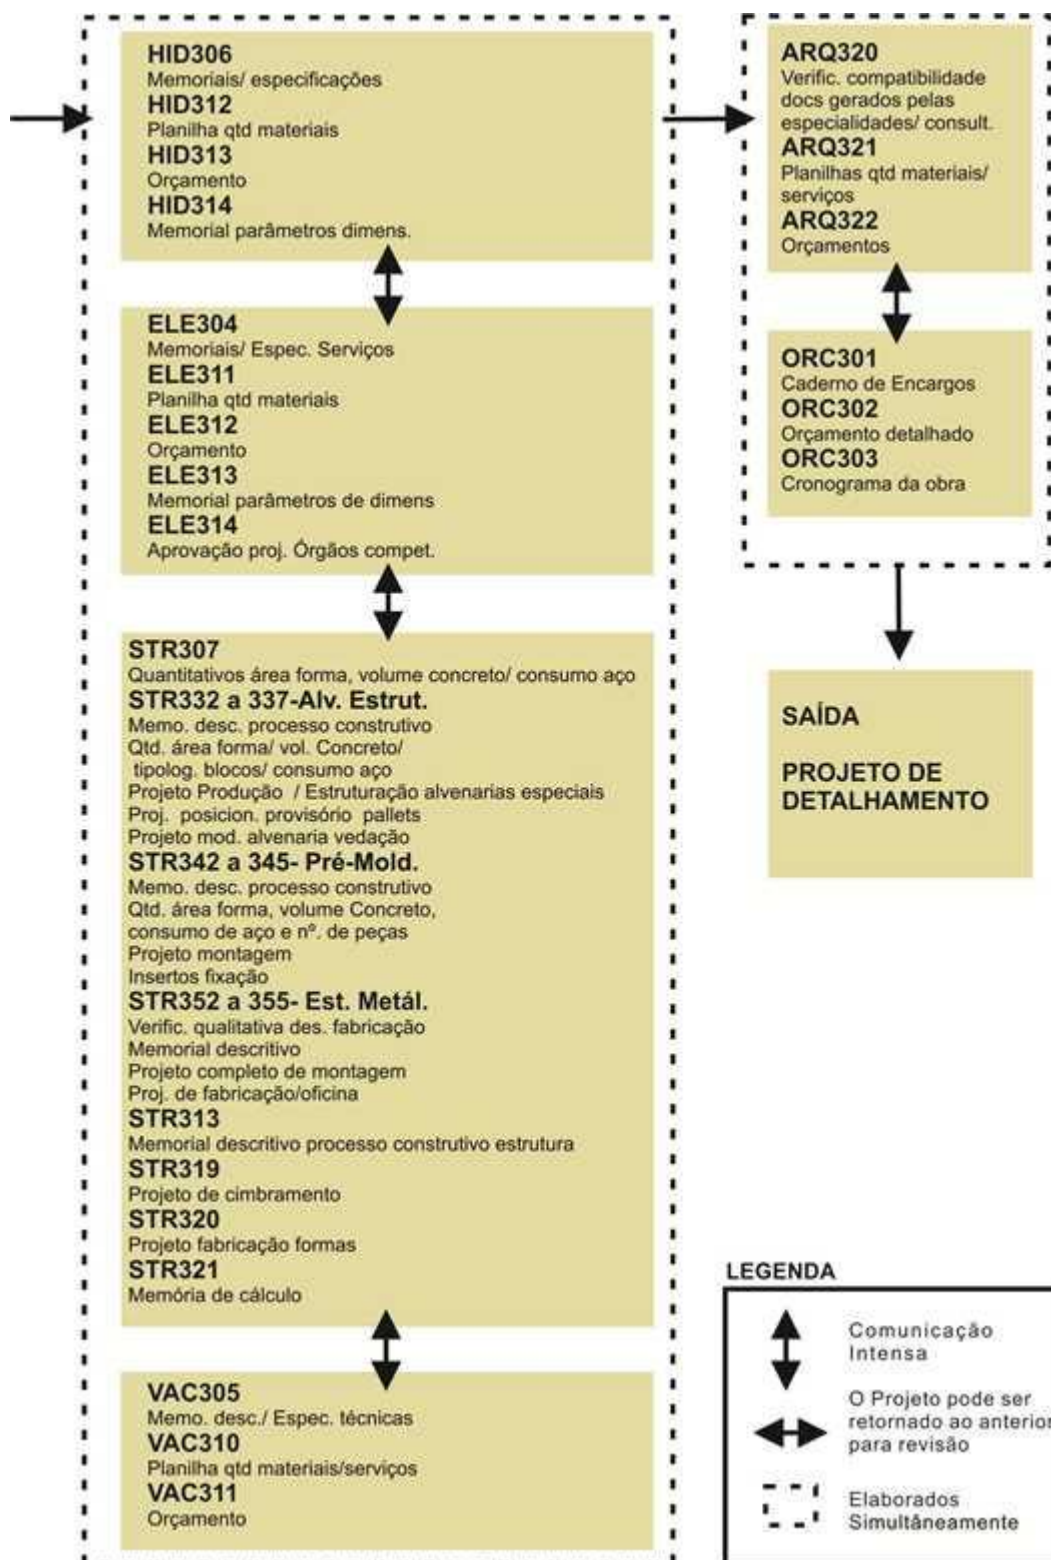 HID306
Memoriais/ especificações
HID312
Planilha qtd materiais
HID313
Orçamento
HID314
Memorial parâmetros dimens.
ELE304
Memoriais/ Espec. Serviços
ELE311
Planilha qtd materiais
ELE312
Orçamento
ELE313
Memorial parâmetros de dimens
ELE314
Aprovação proj. Órgãos compet.
STR307
Quantitativos área forma, volume concreto/ consumo aço
STR332 a 337-Alv. Estrut.
Memo. desc. processo construtivo
Qtd. área forma/ vol. Concreto/
tipolog. blocos/ consumo aço
Projeto Produção / Estruturação alvenarias especiais
Proj. posicion. provisório pallets
Projeto mod. alvenaria vedação
STR342 a 345- Pré-Mold.
Memo. desc. processo construtivo
Qtd. área forma, volume Concreto,
consumo de aço e nº. de peças
Projeto montagem
Insertos fixação
STR352 a 355- Est. Metál.
Verific. qualitativa des. fabricação
Memorial descritivo
Projeto completo de montagem
Proj. de fabricação/oficina
STR313
Memorial descritivo processo construtivo estrutura
STR319
Projeto de cimbramento
STR320
Projeto fabricação formas
STR321
Memória de cálculo
VAC305
Memo. desc./ Espec. técnicas
VAC310
Planilha qtd materiais/serviços
VAC311
Orçamento
ARQ320
Verific. compatibilidade
docs gerados pelas
especialidades/ consult.
ARQ321
Planilhas qtd materiais/
serviços
ARQ322
Orçamentos
ORC301
Caderno de Encargos
ORC302
Orçamento detalhado
ORC303
Cronograma da obra
SAÍDA
PROJETO DE
DETALHAMENTO
LEGENDA
Comunicação
Intensa
O Projeto pode ser
retornado ao anterior
para revisão
Elaborados
Simultâneamente